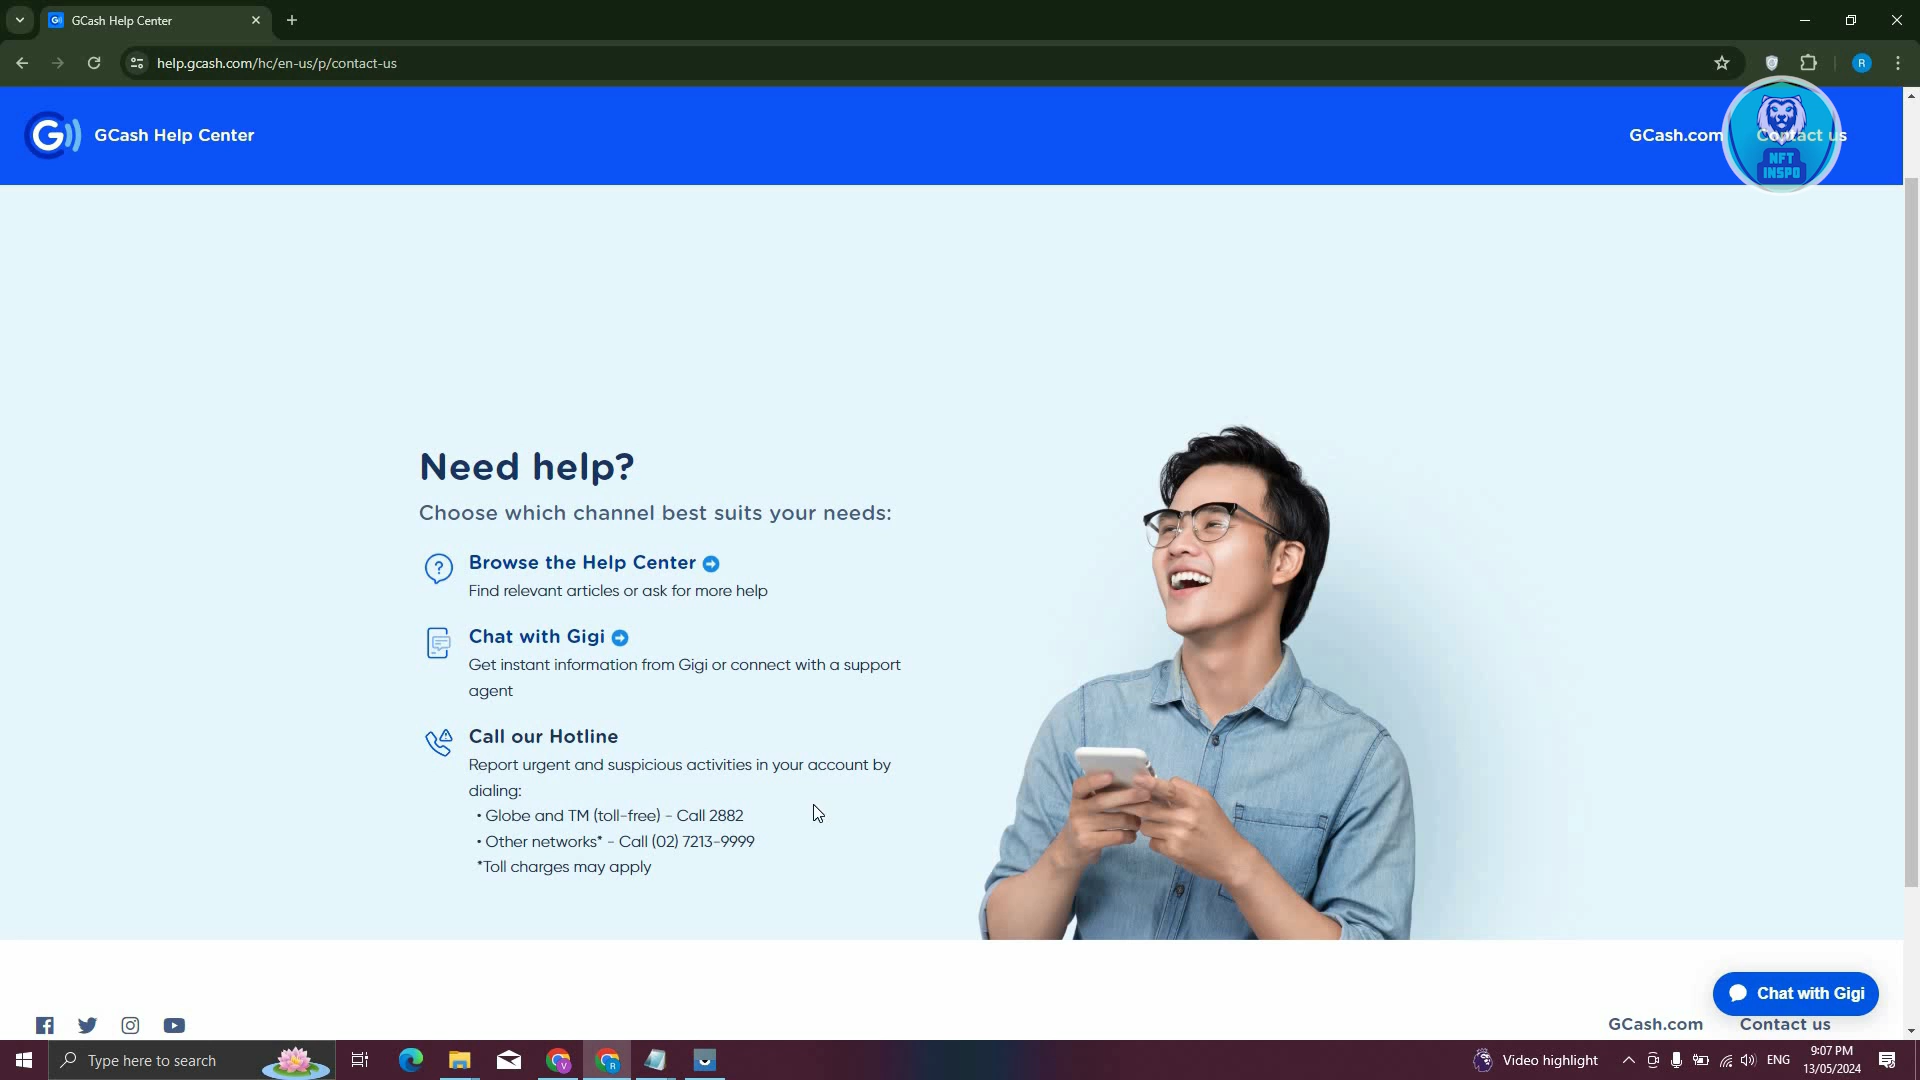 GCash Help Center
help.gcash.com/hc/en-us/p/contact-us
R
GCash Help Center
GCash.com
Contact us
NFT
INSPO
Need help?
Choose which channel best suits your needs:
Browse the Help Center
Find relevant articles or ask for more help
Chat with Gigi
Get instant information from Gigi or connect with a support
agent
Call our Hotline
Report urgent and suspicious activities in your account by
dialing:
• Globe and TM (toll-free) - Call 2882
• Other networks* - Call (02) 7213-9999
*Toll charges may apply
Chat with Gigi
GCash.com
Contact us
Type here to search
V
R
Video highlight
ENG
9:07 PM
13/05/2024